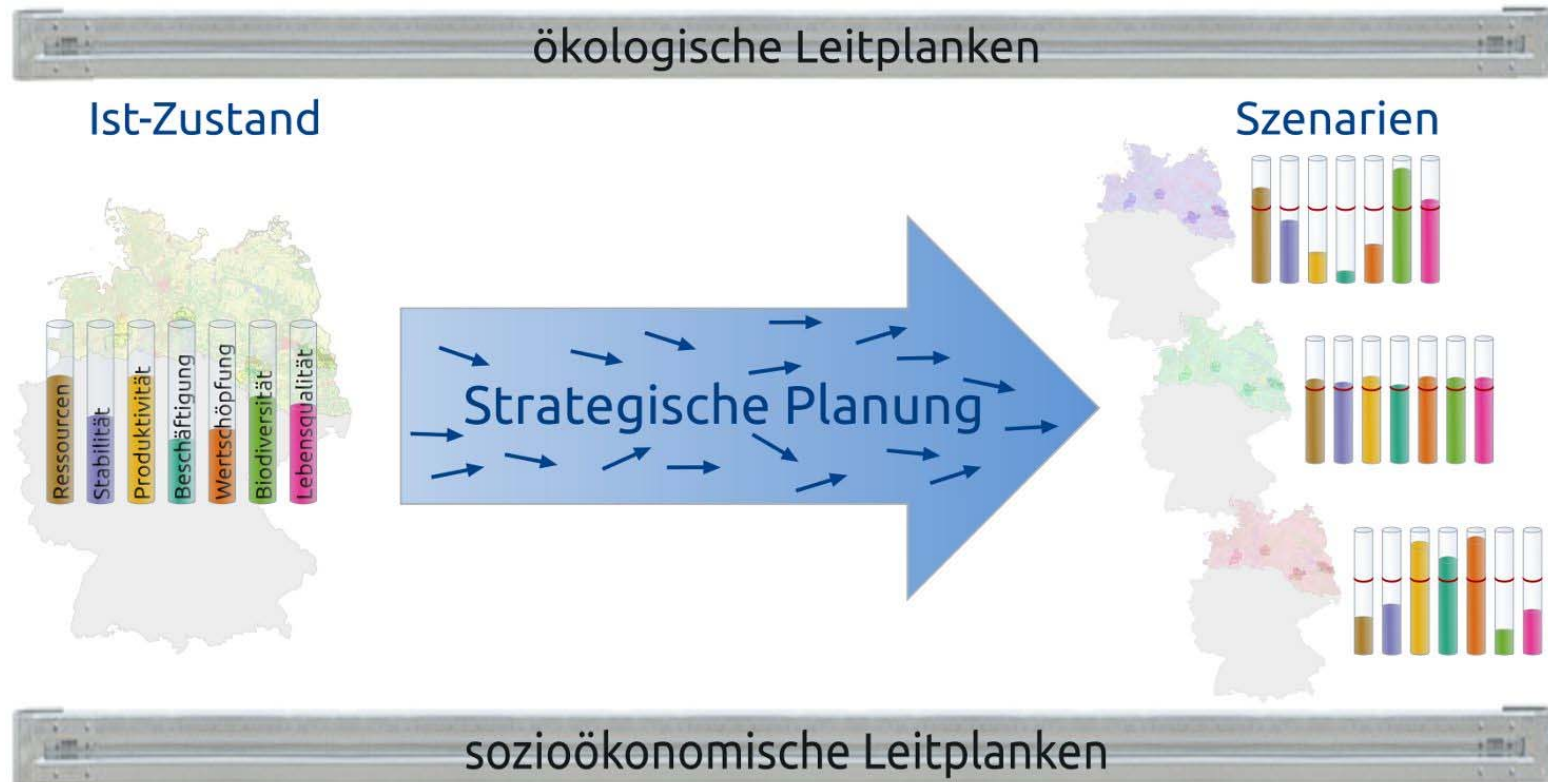 ökologische Leitplanken
Ist-Zustand
Szenarien
Ressourcen
Stabilität
Produktivität
Beschäftigung
Wertschöpfung
Biodiversität
Lebensqualität
Strategische Planung
sozioökonomische Leitplanken